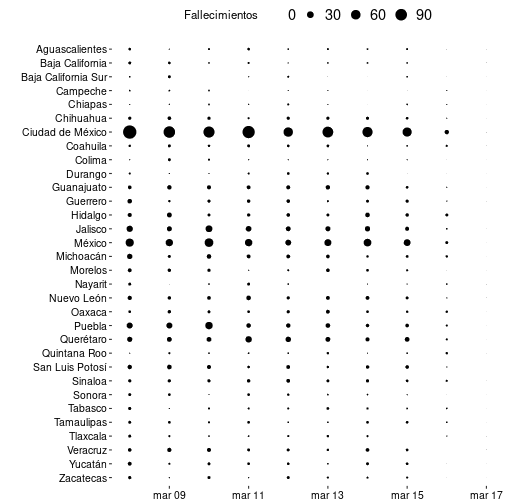 Fallecimientos 0 30 60 90
Aguascalientes
Baja California
Baja California Sur
Campeche
Chiapas
Chihuahua
Ciudad de México
Coahuila
Colima
Durango
Guanajuato
Guerrero
Hidalgo
Jalisco
México
Michoacán
Morelos
Nayarit
Nuevo León
Oaxaca
Puebla
Querétaro
Quintana Roo
San Luis Potosí
Sinaloa
Sonora
Tabasco
Tamaulipas
Tlaxcala
Veracruz
Yucatán
Zacatecas
mar 09 mar 11 mar 13 mar 15 mar 17